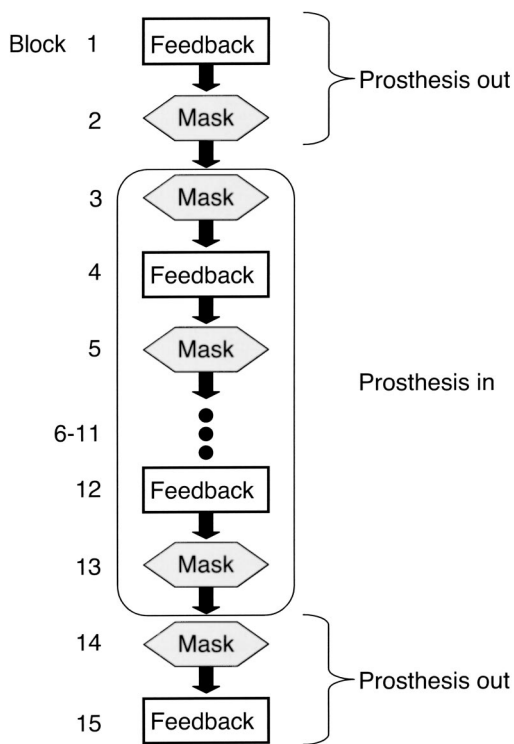 Block 1 Feedback
Prosthesis out
2 Mask
3 Mask
4 Feedback
5 Mask
Prosthesis in
6-11
12 Feedback
13 Mask
14 Mask
Prosthesis out
15 Feedback